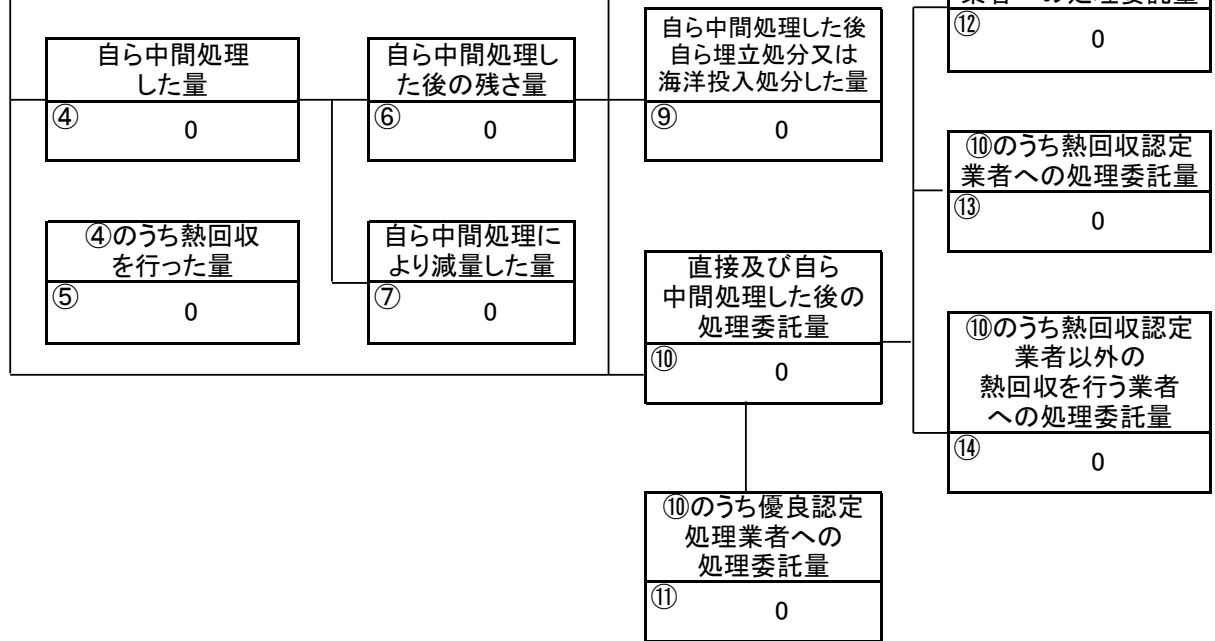 業者への処理委託量
⑫
0
自ら中間処理
した量
④
0
自ら中間処理し
た後の残さ量
⑥
0
自ら中間処理した後
自ら埋立処分又は
海洋投入処分した量
⑨
0
⑩のうち熱回収認定
業者への処理委託量
⑬
0
④のうち熱回収
を行った量
⑤
0
自ら中間処理に
より減量した量
⑦
0
直接及び自ら
中間処理した後の
処理委託量
⑩
0
⑩のうち熱回収認定
業者以外の
熱回収を行う業者
への処理委託量
⑭
0
⑩のうち優良認定
処理業者への
処理委託量
⑪
0